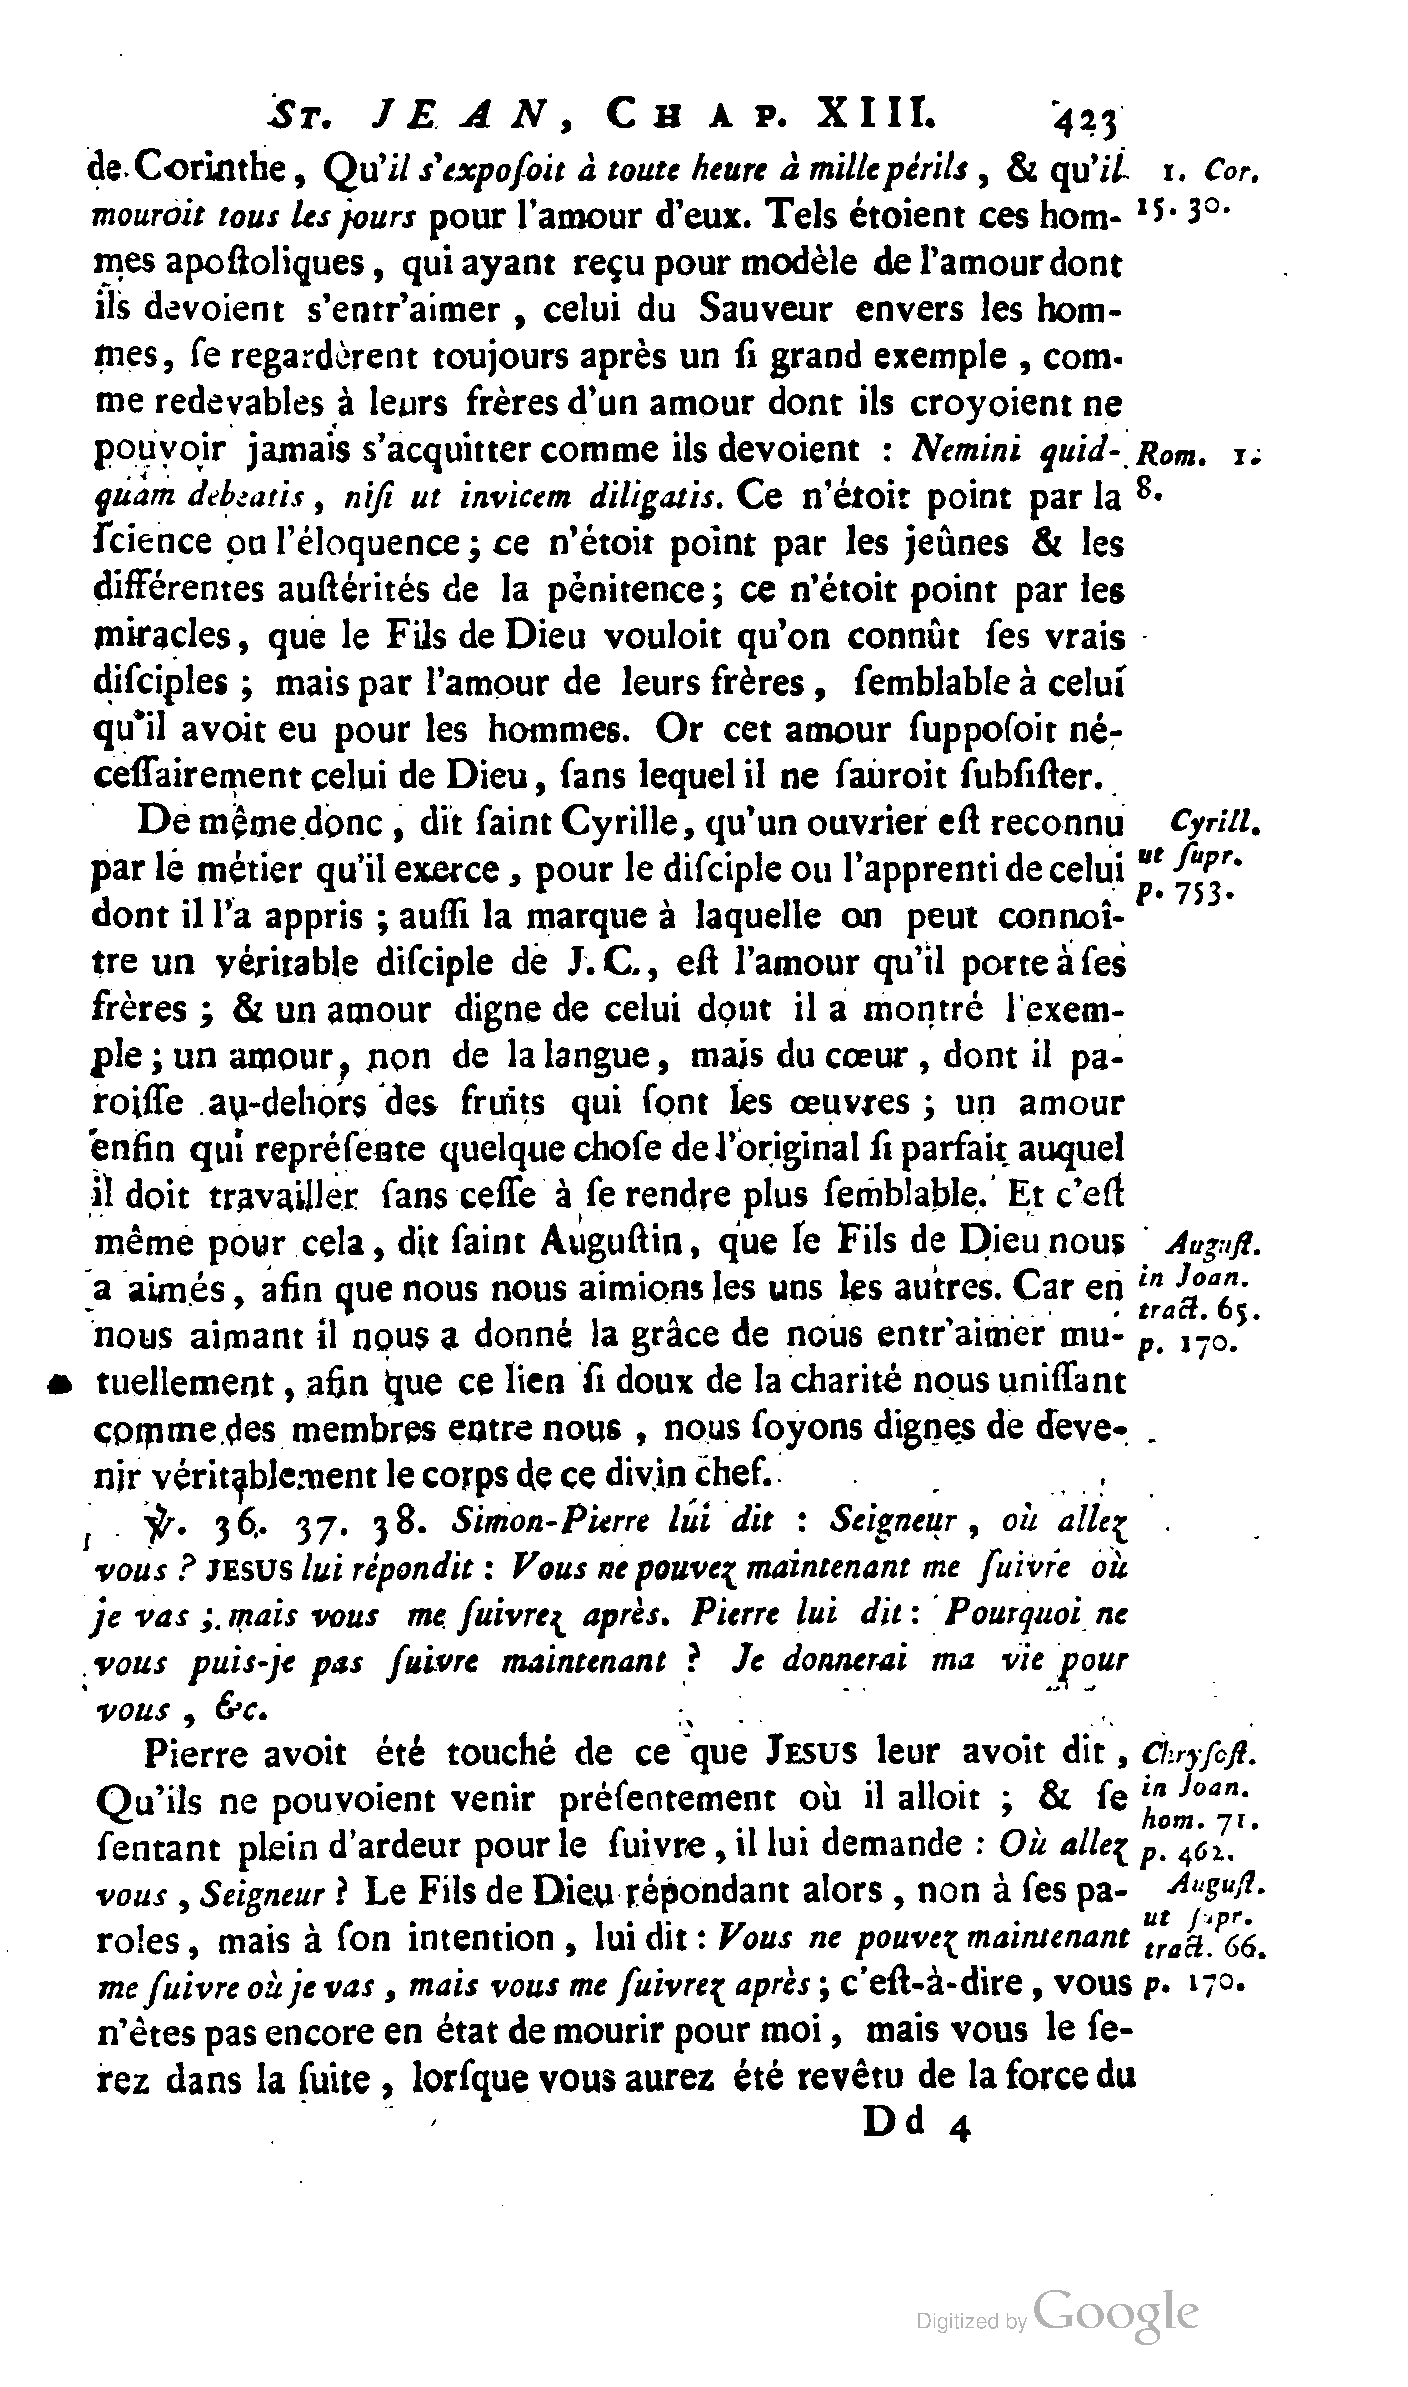 ST. JEAN, CHAP. XIII. 423
de Corinthe, Qu'il s'expoſoit à toute heure à mille périls, & qu'il
mouroit tous les jours pour l'amour d'eux. Tels étoient ces hom-
mes apoſtoliques, qui ayant reçu pour modèle de l'amour dont
ils devoient s'entr'aimer, celui du Sauveur envers les hom-
mes, ſe regardèrent toujours après un ſi grand exemple, com-
me redevables à leurs frères d'un amour dont ils croyoient ne
pouvoir jamais s'acquitter comme ils devoient : Nemini quid-
quam debeatis, niſi ut invicem diligatis. Ce n'étoit point par la
ſcience ou l'éloquence; ce n'étoit point par les jeûnes & les
différentes auſtérités de la pénitence; ce n'étoit point par les
miracles, que le Fils de Dieu vouloit qu'on connût ſes vrais
diſciples; mais par l'amour de leurs frères, ſemblable à celui
qu'il avoit eu pour les hommes. Or cet amour ſuppoſoit né-
ceſſairement celui de Dieu, ſans lequel il ne ſauroit ſubſiſter.
De même donc, dit ſaint Cyrille, qu'un ouvrier eſt reconnu
par le métier qu'il exerce, pour le diſciple ou l'apprenti de celui
dont il l'a appris; auſſi la marque à laquelle on peut connoî-
tre un véritable diſciple de J. C., eſt l'amour qu'il porte à ſes
frères; & un amour digne de celui dont il a montré l'exem-
ple; un amour, non de la langue, mais du cœur, dont il pa-
roiſſe au-dehors des fruits qui ſont les œuvres; un amour
enfin qui repréſente quelque choſe de l'original ſi parfait auquel
il doit travailler ſans ceſſe à ſe rendre plus ſemblable. Et c'eſt
même pour cela, dit ſaint Auguſtin, que le Fils de Dieu nous
a aimés, afin que nous nous aimions les uns les autres. Car en
nous aimant il nous a donné la grâce de nous entr'aimer mu-
tuellement, afin que ce lien ſi doux de la charité nous uniſſant
comme des membres entre nous, nous ſoyons dignes de deve-
nir véritablement le corps de ce divin chef.
℣. 36. 37. 38. Simon-Pierre lui dit : Seigneur, où allez
vous ? JESUS lui répondit : Vous ne pouvez maintenant me ſuivre où
je vas; mais vous me ſuivrez après. Pierre lui dit : Pourquoi ne
vous puis-je pas ſuivre maintenant ? Je donnerai ma vie pour
vous, &c.
Pierre avoit été touché de ce que JESUS leur avoit dit,
Qu'ils ne pouvoient venir préſentement où il alloit; & ſe
ſentant plein d'ardeur pour le ſuivre, il lui demande : Où allez
vous, Seigneur ? Le Fils de Dieu répondant alors, non à ſes pa-
roles, mais à ſon intention, lui dit : Vous ne pouvez maintenant
me ſuivre où je vas, mais vous me ſuivrez après; c'eſt-à-dire, vous
n'êtes pas encore en état de mourir pour moi, mais vous le ſe-
rez dans la ſuite, lorſque vous aurez été revêtu de la force du
Dd 4
1. Cor.
15. 30.
Rom. 1.
8.
Cyrill.
ut ſupr.
p. 753.
Auguſt.
in Joan.
tract. 65.
p. 170.
Chryſoſt.
in Joan.
hom. 71.
p. 462.
Auguſt.
ut ſupr.
tract. 66.
p. 170.
Digitized by Google